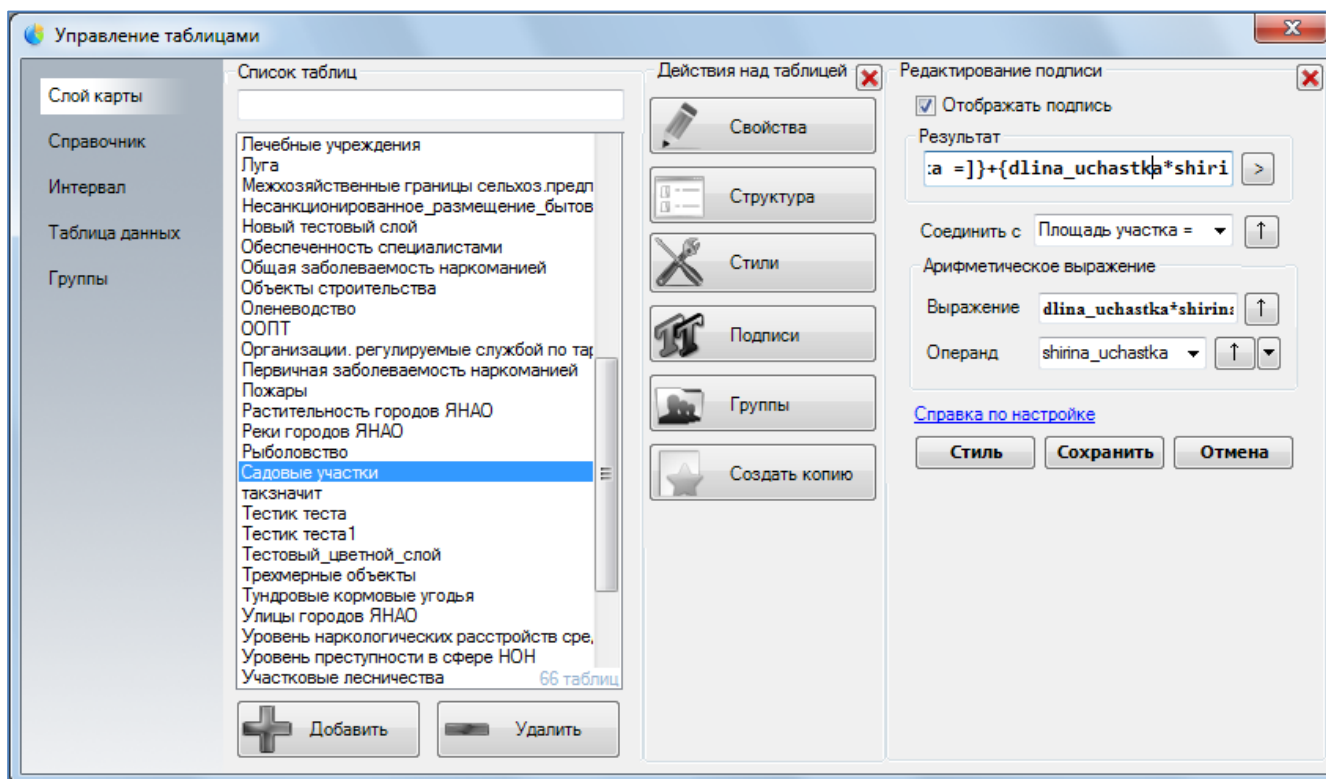 Управление таблицами
Слой карты
Справочник
Интервал
Таблица данных
Группы
Список таблиц
Лечебные учреждения
Луга
Межхозяйственные границы сельхоз.предп
Несанкционированное_размещение_бытов
Новый тестовый слой
Обеспеченность специалистами
Общая заболеваемость наркоманией
Объекты строительства
Оленеводство
ООПТ
Организации. регулируемые службой по тар
Первичная заболеваемость наркоманией
Пожары
Растительность городов ЯНАО
Реки городов ЯНАО
Рыболовство
Садовые участки
такзначит
Тестик теста
Тестик теста1
Тестовый_цветной_слой
Трехмерные объекты
Тундровые кормовые угодья
Улицы городов ЯНАО
Уровень наркологических расстройств сре,
Уровень преступности в сфере НОН
Участковые лесничества
66 таблиц
Добавить
Удалить
Действия над таблицей
Свойства
Структура
Стили
Подписи
Группы
Создать копию
Редактирование подписи
Отображать подпись
Результат
:a =]}+{dlina_uchastka*shiri
>
Соединить с Площадь участка = ↑
Арифметическое выражение
Выражение dlina_uchastka*shirina ↑
Операнд shirina_uchastka ↑
Справка по настройке
Стиль Сохранить Отмена